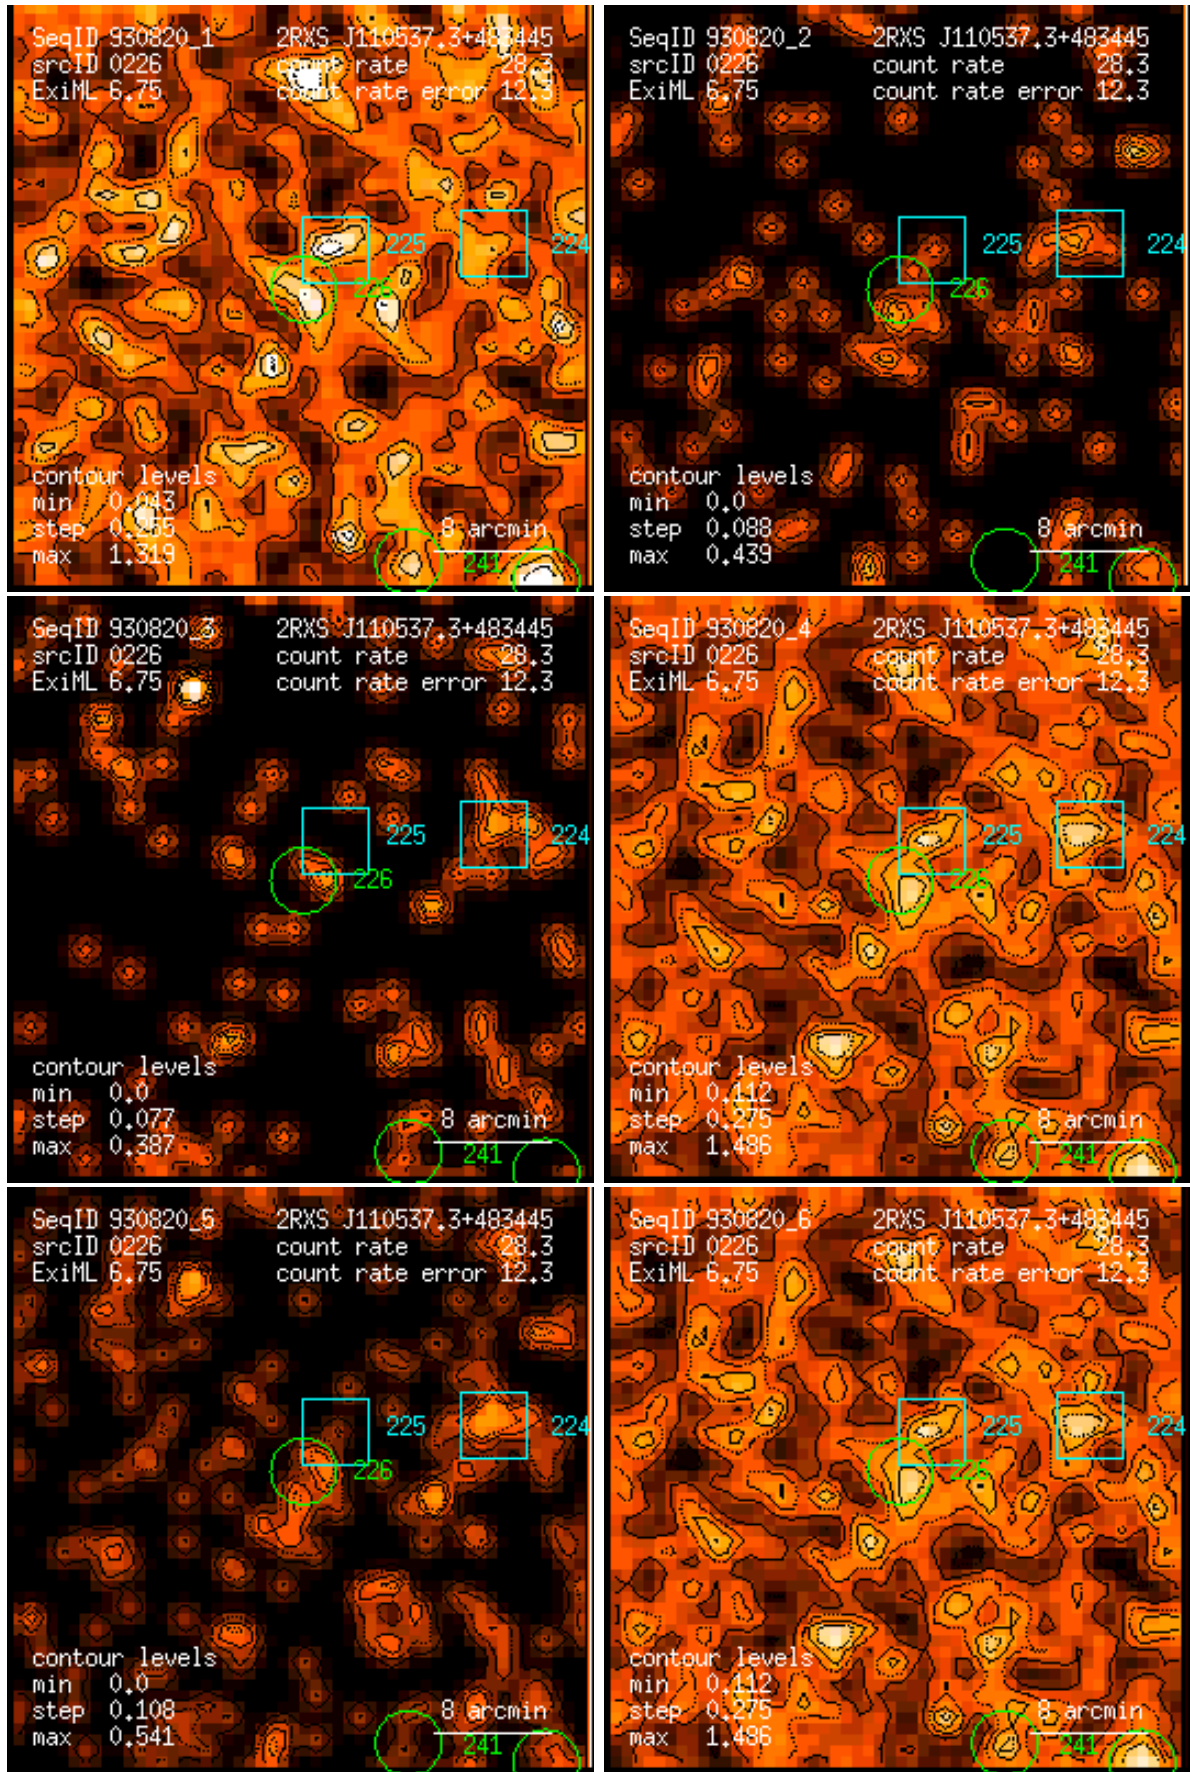 SeqID 930820_1 2RXS J110537.3+483445
srcID 0226 count rate 28.3
ExiML 6.75 count rate error 12.3
225
224
226
contour levels
min 0.043
step 0.255
max 1.319
8 arcmin
241
SeqID 930820_2 2RXS J110537.3+483445
srcID 0226 count rate 28.3
ExiML 6.75 count rate error 12.3
225
224
226
contour levels
min 0.0
step 0.088
max 0.439
8 arcmin
241
SeqID 930820_3 2RXS J110537.3+483445
srcID 0226 count rate 28.3
ExiML 6.75 count rate error 12.3
225
224
226
contour levels
min 0.0
step 0.077
max 0.387
8 arcmin
241
SeqID 930820_4 2RXS J110537.3+483445
srcID 0226 count rate 28.3
ExiML 6.75 count rate error 12.3
225
224
226
contour levels
min 0.112
step 0.275
max 1.486
8 arcmin
241
SeqID 930820_5 2RXS J110537.3+483445
srcID 0226 count rate 28.3
ExiML 6.75 count rate error 12.3
225
224
226
contour levels
min 0.0
step 0.108
max 0.541
8 arcmin
241
SeqID 930820_6 2RXS J110537.3+483445
srcID 0226 count rate 28.3
ExiML 6.75 count rate error 12.3
225
224
226
contour levels
min 0.112
step 0.275
max 1.486
8 arcmin
241